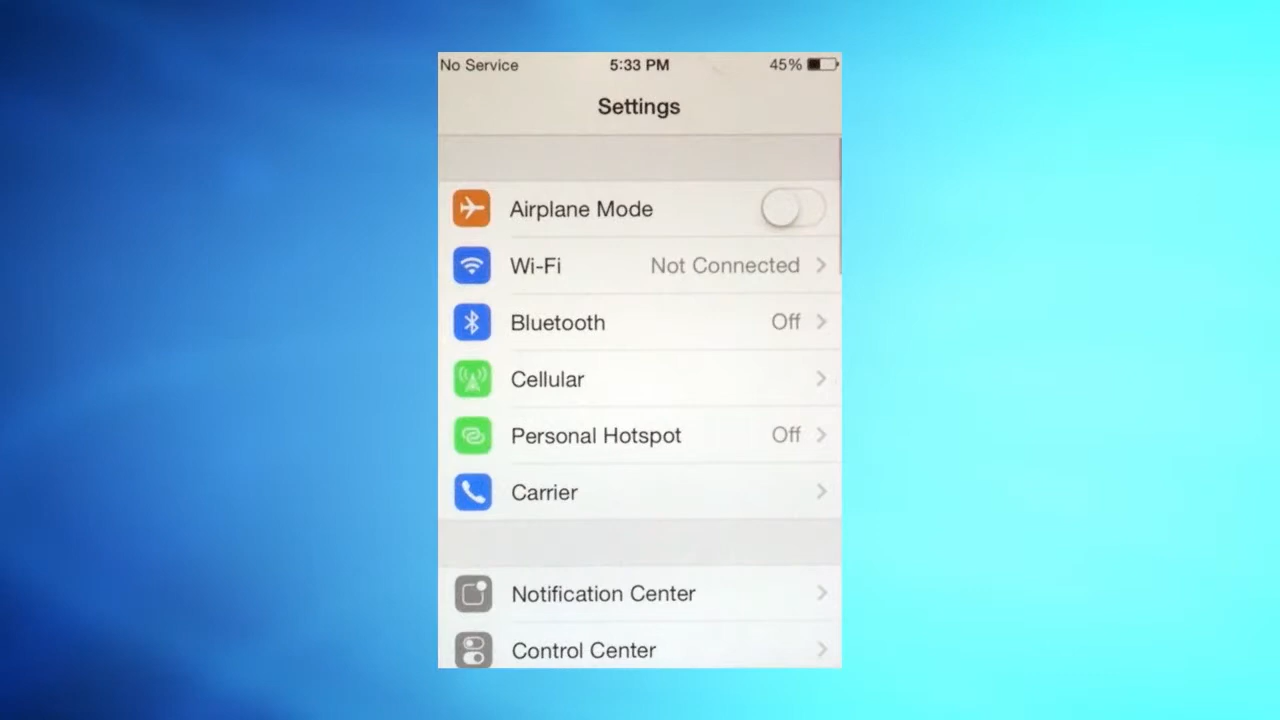 No Service 5:33 PM 45%
Settings
Airplane Mode
Wi-Fi Not Connected
Bluetooth Off
Cellular
Personal Hotspot Off
Carrier
Notification Center
Control Center